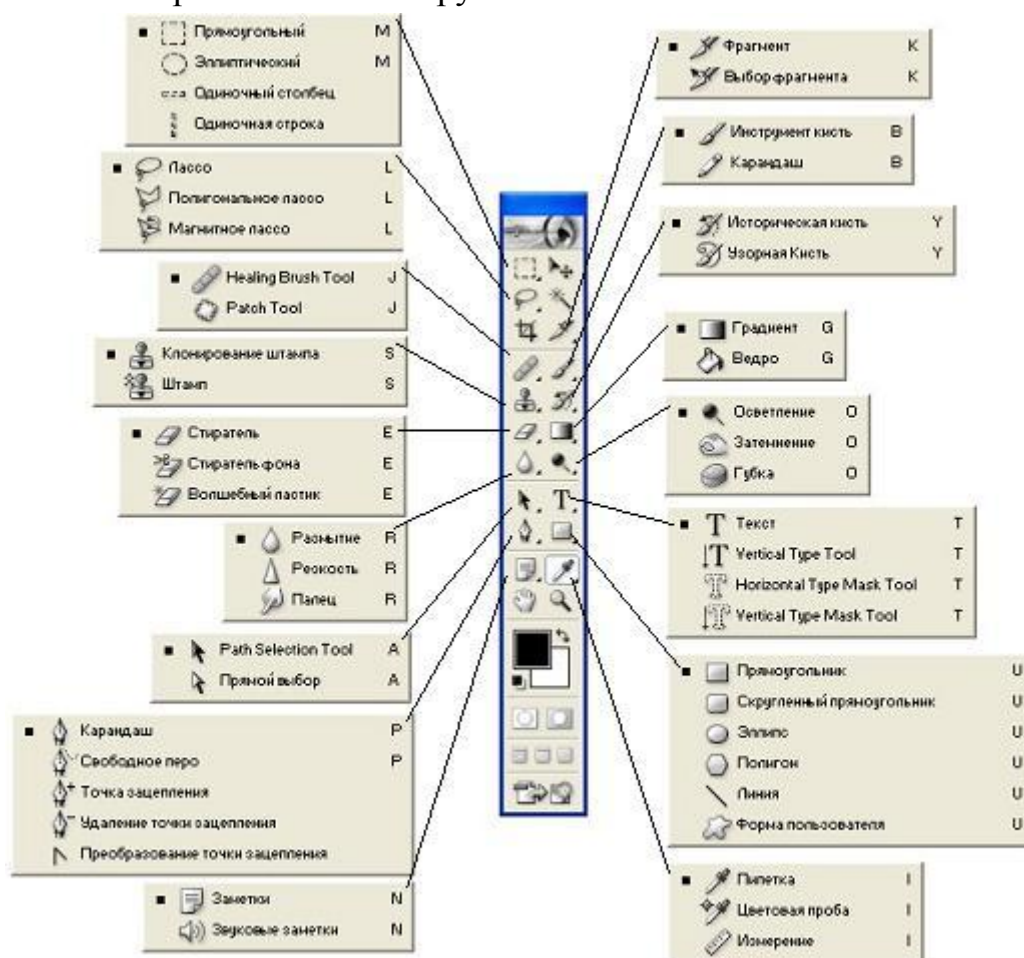 Прямоугольный M
Эллиптический M
Одиночный столбец
Одиночная строка
Лассо L
Полигональное лассо L
Магнитное лассо L
Healing Brush Tool J
Patch Tool J
Клонирование штампа S
Штамп S
Стиратель E
Стиратель фона E
Волшебный ластик E
Размытие R
Резкость R
Палец R
Path Selection Tool A
Прямой выбор A
Карандаш P
Свободное перо P
Точка зацепления
Удаление точки зацепления
Преобразование точки зацепления
Заметки N
Звуковые заметки N
Фрагмент K
Выбор фрагмента K
Инструмент кисть B
Карандаш B
Историческая кисть Y
Узорная Кисть Y
Градиент G
Ведро G
Осветление O
Затемнение O
Губка O
Текст T
Vertical Type Tool T
Horizontal Type Mask Tool T
Vertical Type Mask Tool T
Прямоугольник U
Скругленный прямоугольник U
Эллипс U
Полигон U
Линия U
Форма пользователя U
Пипетка I
Цветовая проба I
Измерение I